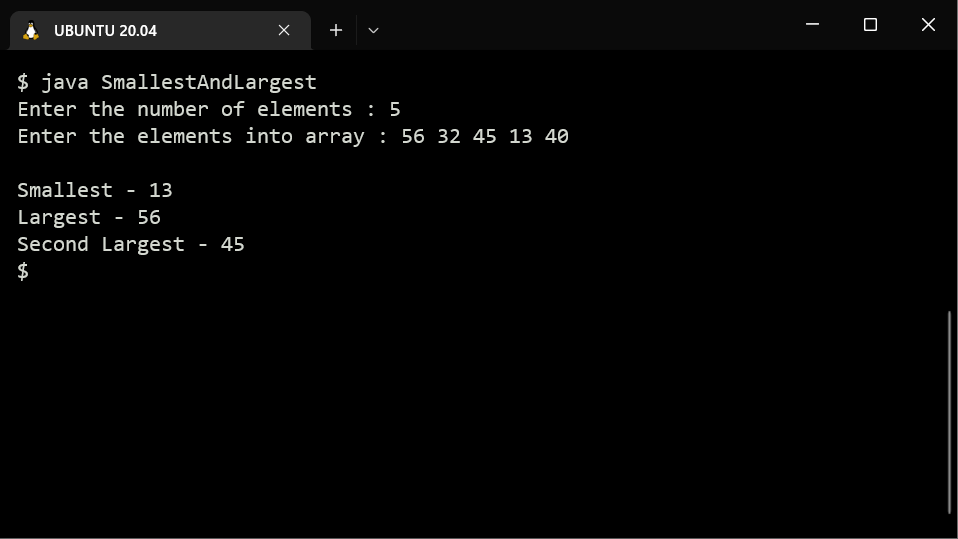 UBUNTU 20.04
$ java SmallestAndLargest
Enter the number of elements : 5
Enter the elements into array : 56 32 45 13 40
Smallest - 13
Largest - 56
Second Largest - 45
$